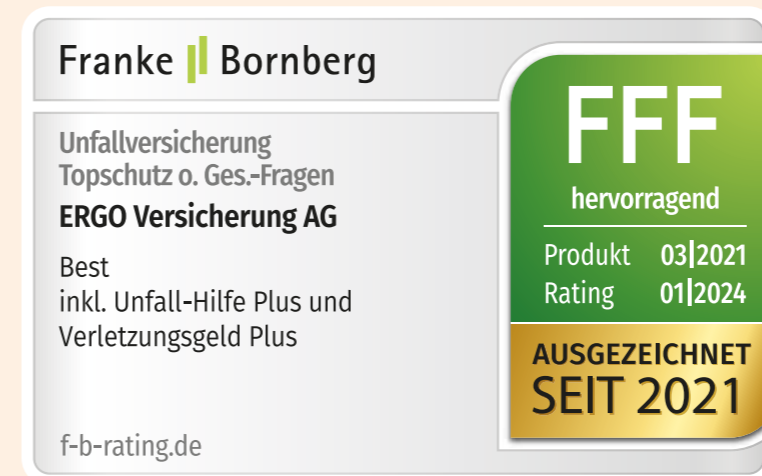 Franke Bornberg
Unfallversicherung
Topschutz o. Ges.-Fragen
ERGO Versicherung AG
Best
inkl. Unfall-Hilfe Plus und
Verletzungsgeld Plus
f-b-rating.de
FFF
hervorragend
Produkt 03|2021
Rating 01|2024
AUSGEZEICHNET
SEIT 2021